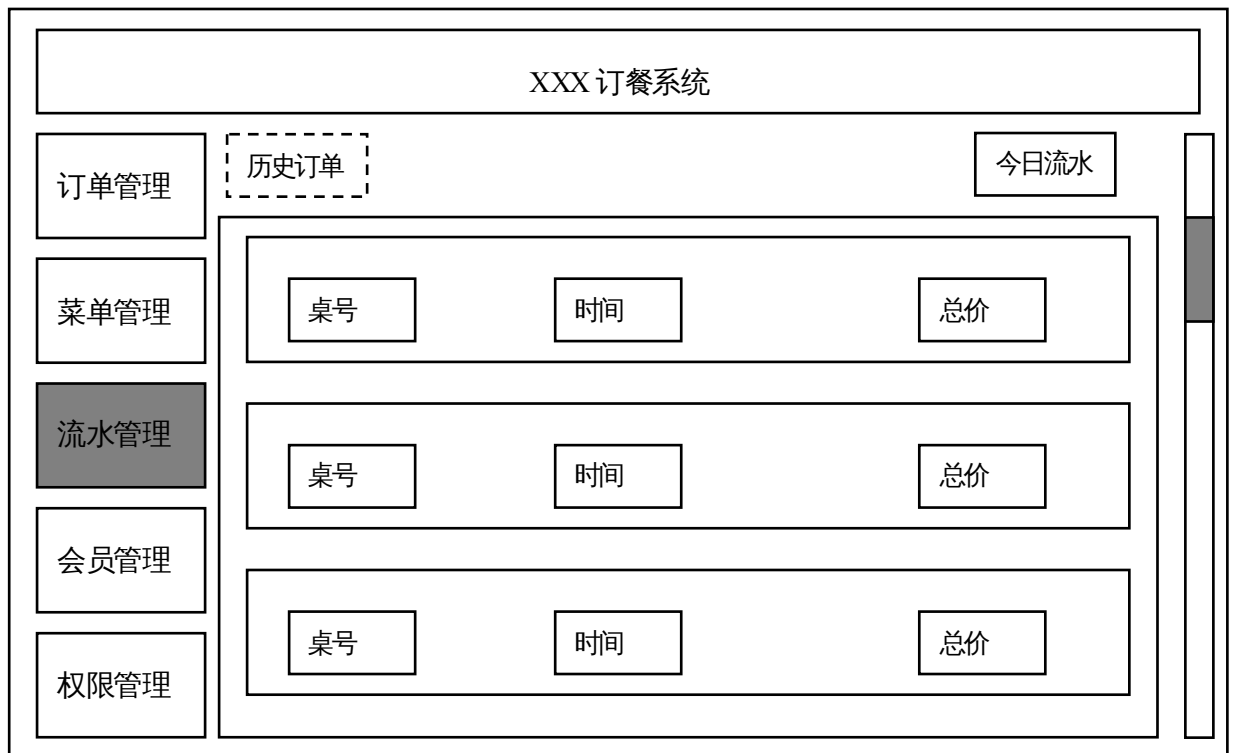 XXX 订餐系统
订单管理
菜单管理
流水管理
会员管理
权限管理
历史订单
今日流水
桌号
时间
总价
桌号
时间
总价
桌号
时间
总价